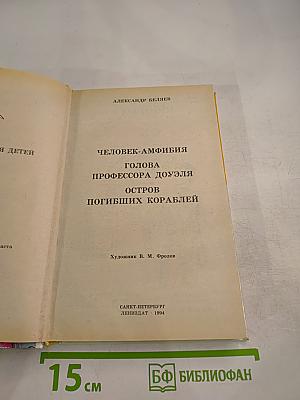 Я ДЕТЕЙ
АЛЕКСАНДР БЕЛЯЕВ
ЧЕЛОВЕК-АМФИБИЯ
ГОЛОВА
ПРОФЕССОРА ДОУЭЛЯ
ОСТРОВ
ПОГИБШИХ КОРАБЛЕЙ
Художник В. М. Фролов
САНКТ-ПЕТЕРБУРГ
ЛЕНИЗДАТ · 1994
15 см
БФ БИБЛИОФАН